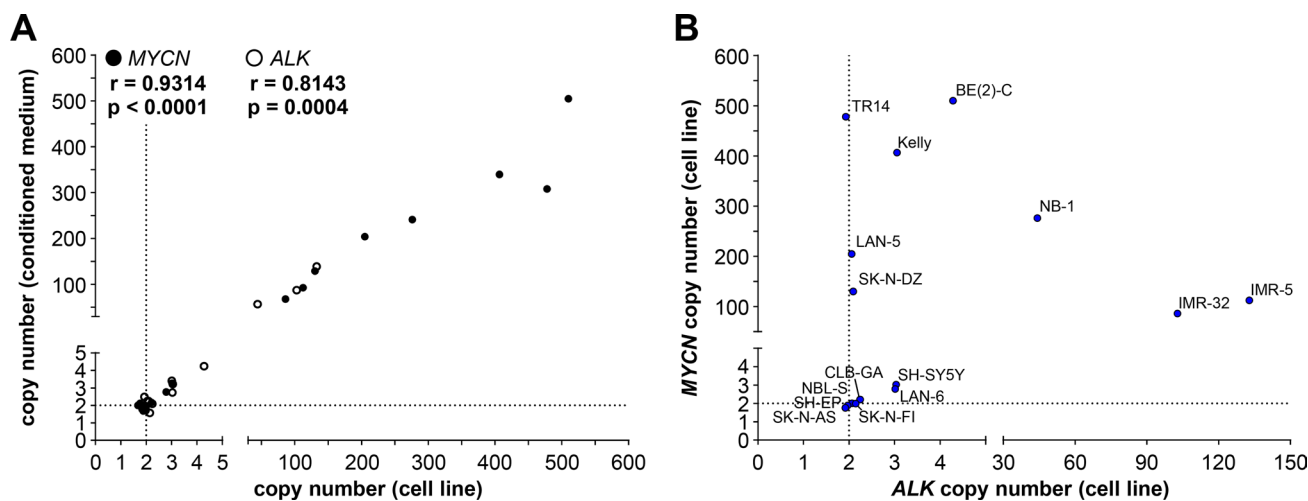 A
MYCN ALK
r = 0.9314 r = 0.8143
p < 0.0001 p = 0.0004
copy number (conditioned medium)
600
500
400
300
200
100
5
4
3
2
1
0
0 1 2 3 4 5 100 200 300 400 500 600
copy number (cell line)
B
MYCN copy number (cell line)
600
500
400
300
200
100
4
3
2
1
0
BE(2)-C
TR14
Kelly
NB-1
LAN-5
SK-N-DZ
IMR-32 IMR-5
CLB-GA SH-SY5Y
NBL-S LAN-6
SH-EP
SK-N-AS SK-N-FI
0 1 2 3 4 30 60 90 120 150
ALK copy number (cell line)